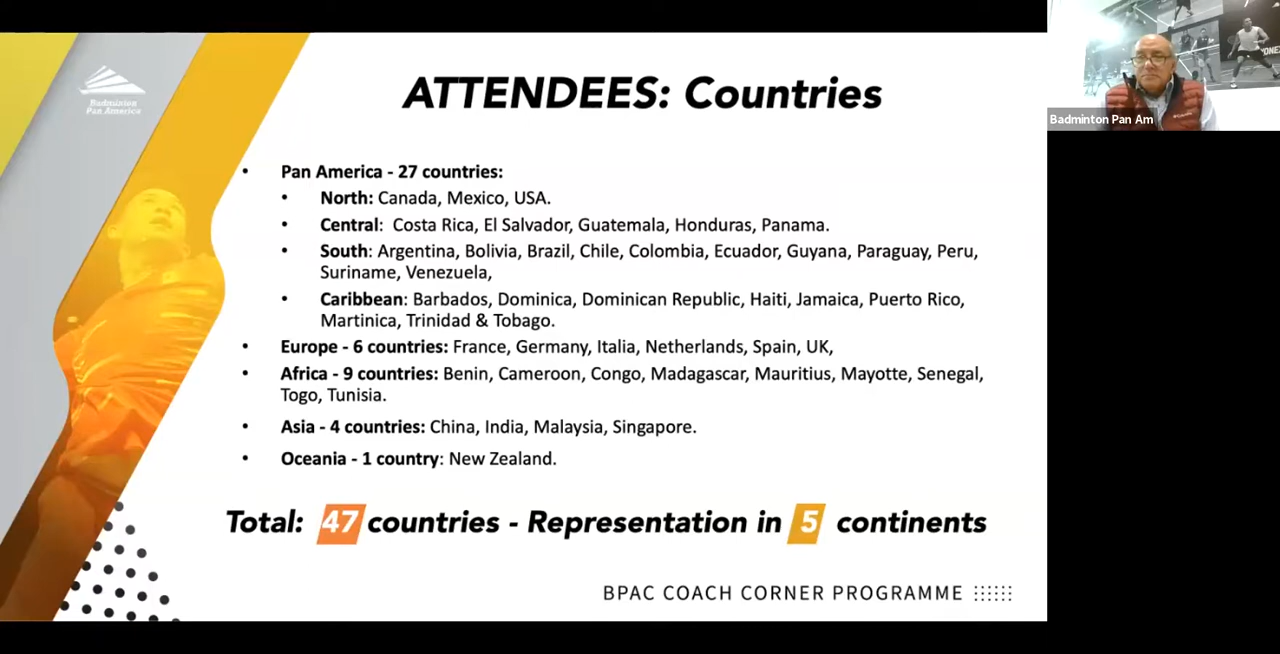 Badminton
Pan America
ATTENDEES: Countries
• Pan America - 27 countries:
• North: Canada, Mexico, USA.
• Central: Costa Rica, El Salvador, Guatemala, Honduras, Panama.
• South: Argentina, Bolivia, Brazil, Chile, Colombia, Ecuador, Guyana, Paraguay, Peru,
Suriname, Venezuela,
• Caribbean: Barbados, Dominica, Dominican Republic, Haiti, Jamaica, Puerto Rico,
Martinica, Trinidad & Tobago.
• Europe - 6 countries: France, Germany, Italia, Netherlands, Spain, UK,
• Africa - 9 countries: Benin, Cameroon, Congo, Madagascar, Mauritius, Mayotte, Senegal,
Togo, Tunisia.
• Asia - 4 countries: China, India, Malaysia, Singapore.
• Oceania - 1 country: New Zealand.
Total: 47 countries - Representation in 5 continents
BPAC COACH CORNER PROGRAMME
Badminton Pan Am